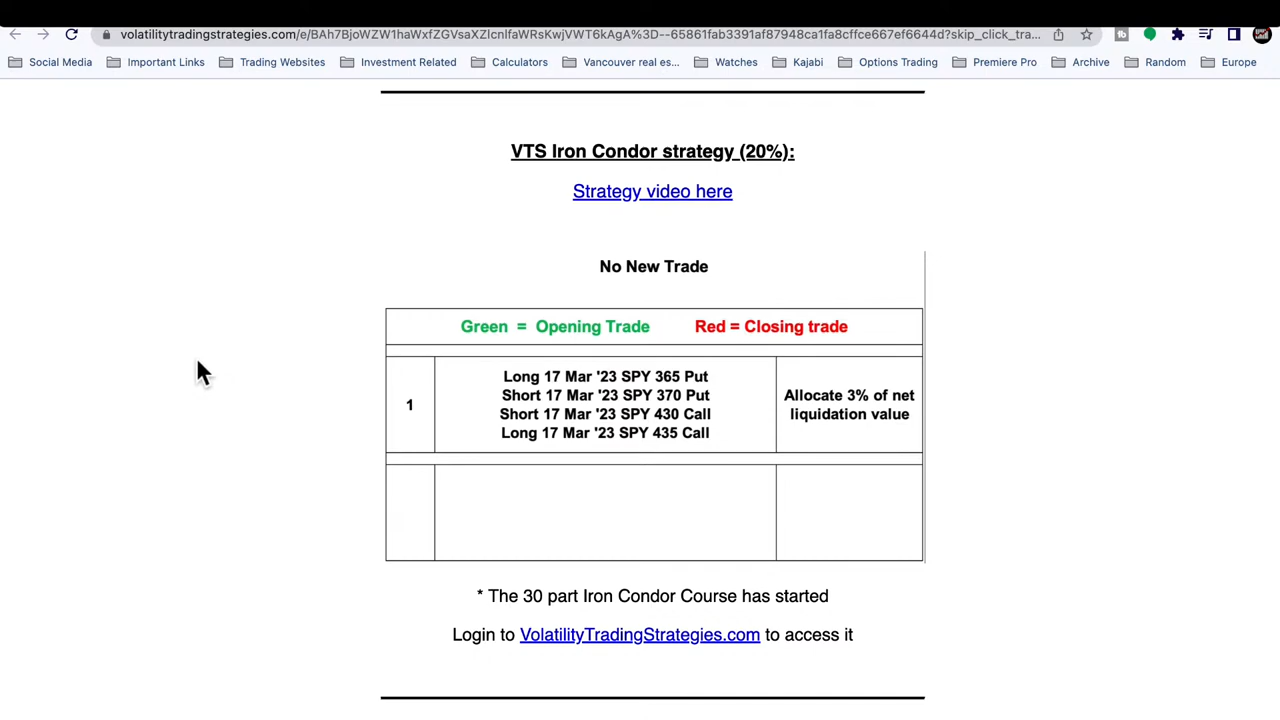 volatilitytradingstrategies.com/e/BAh7BjoWZW1haWxfZGVsaXZlcnlfaWRsKwjVWT6kAgA%3D--65861fab3391af87948ca1fa8cffce667ef6644d?skip_click_tra...
Social Media Important Links Trading Websites Investment Related Calculators Vancouver real es... Watches Kajabi Options Trading Premiere Pro Archive Random Europe
VTS Iron Condor strategy (20%):
Strategy video here
No New Trade
Green = Opening Trade Red = Closing trade
1
Long 17 Mar '23 SPY 365 Put
Short 17 Mar '23 SPY 370 Put
Short 17 Mar '23 SPY 430 Call
Long 17 Mar '23 SPY 435 Call
Allocate 3% of net
liquidation value
* The 30 part Iron Condor Course has started
Login to VolatilityTradingStrategies.com to access it